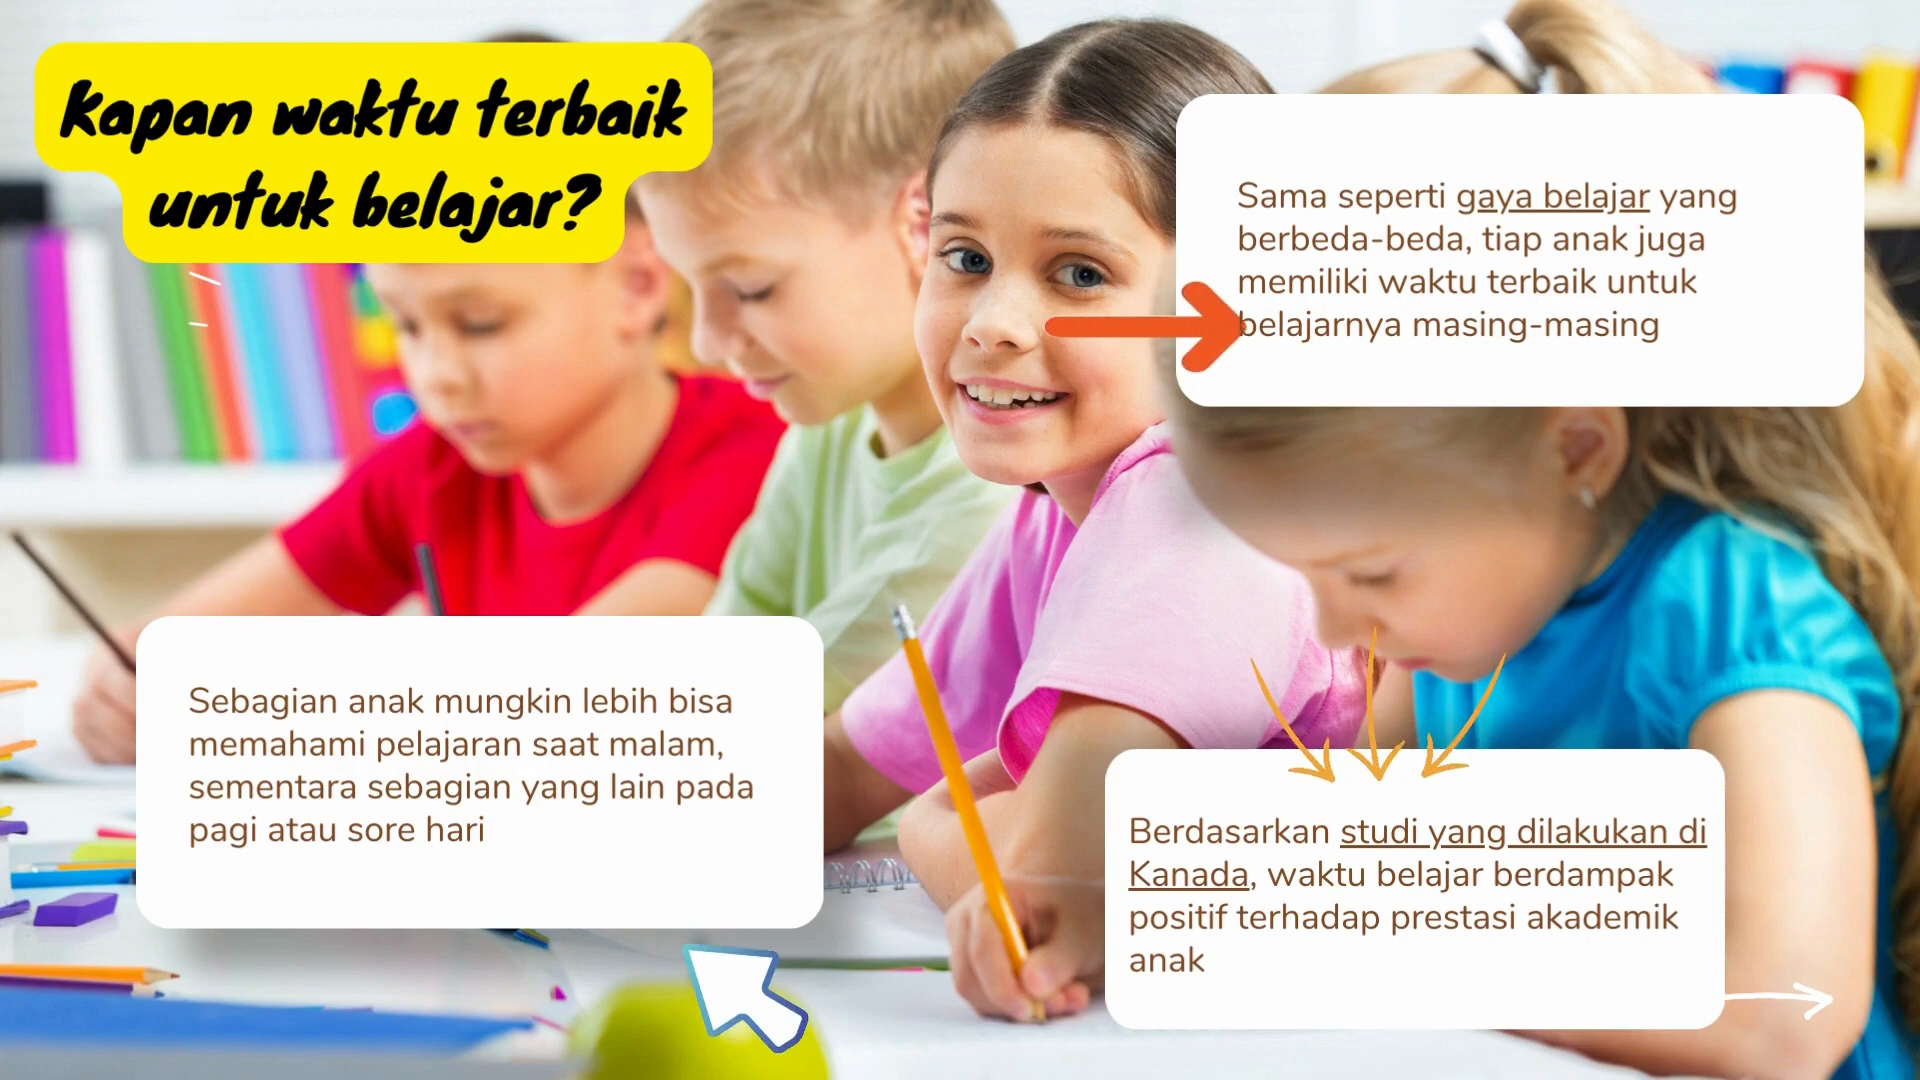 Kapan waktu terbaik
untuk belajar?
Sama seperti gaya belajar yang
berbeda-beda, tiap anak juga
memiliki waktu terbaik untuk
belajarnya masing-masing
Sebagian anak mungkin lebih bisa
memahami pelajaran saat malam,
sementara sebagian yang lain pada
pagi atau sore hari
Berdasarkan studi yang dilakukan di
Kanada, waktu belajar berdampak
positif terhadap prestasi akademik
anak